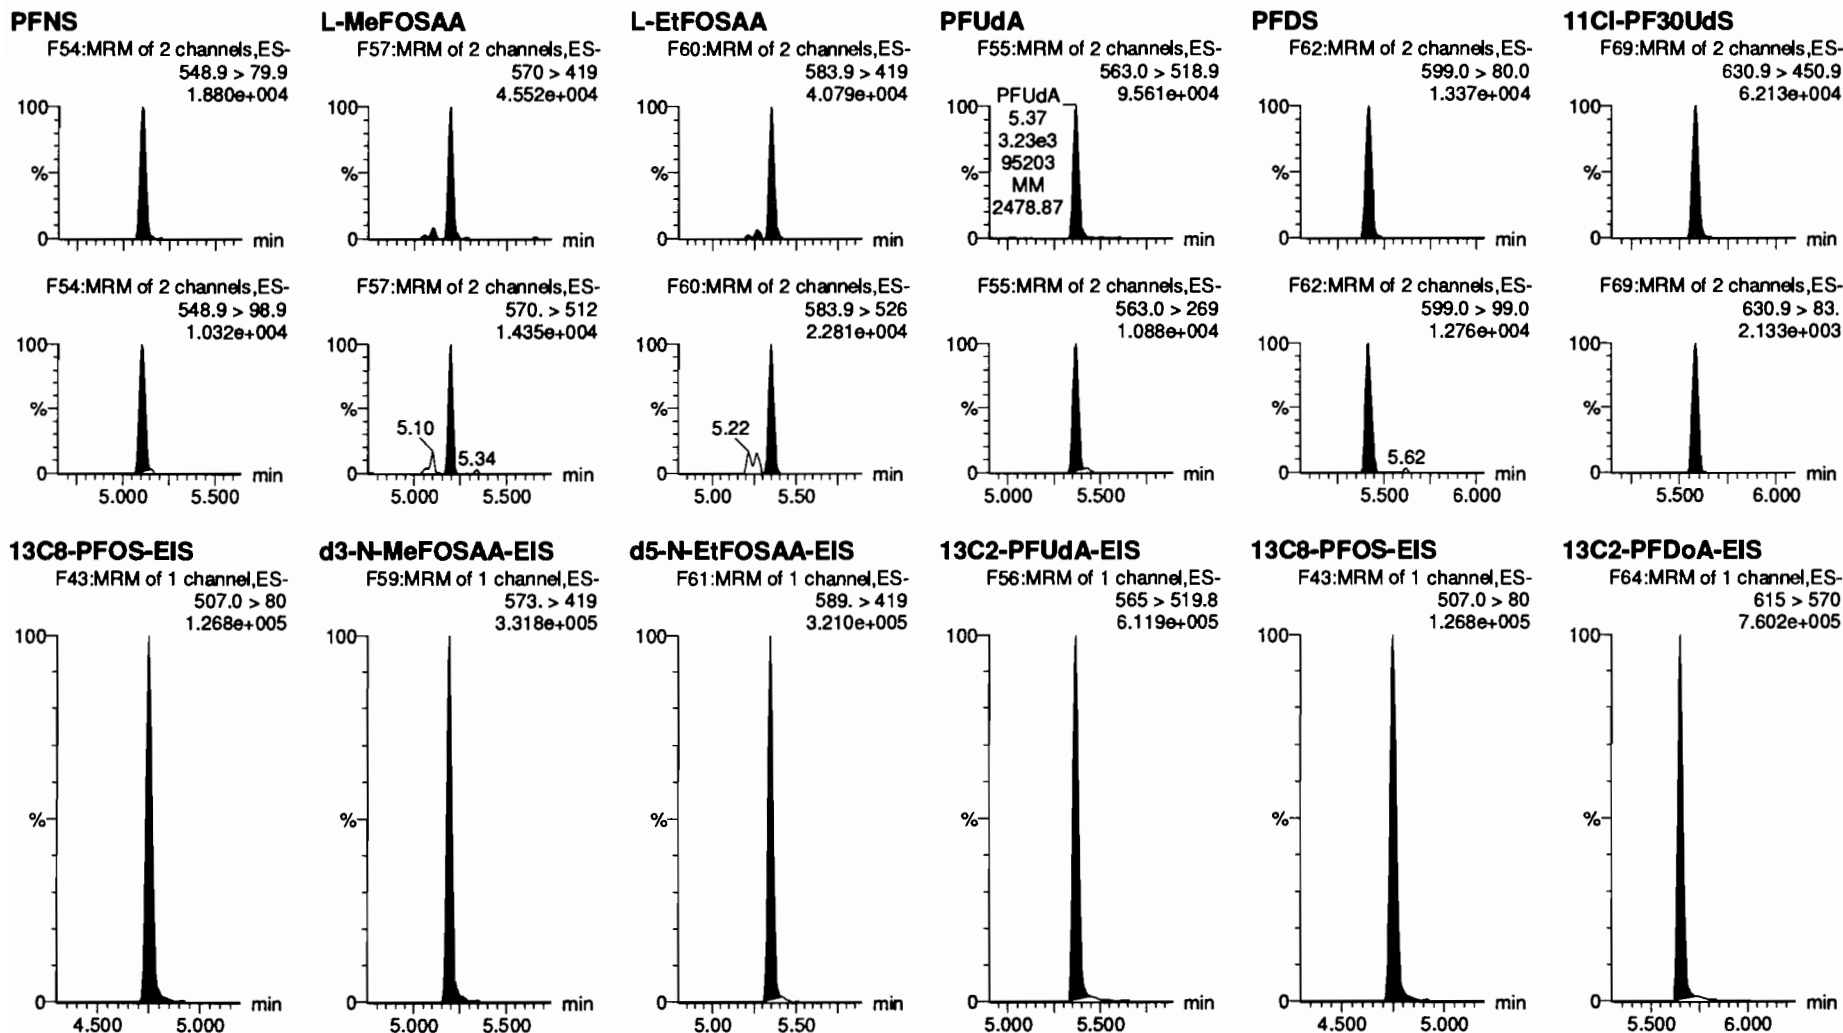 PFNS
F54:MRM of 2 channels,ES-
548.9 > 79.9
1.880e+004
100
%
0
min
L-MeFOSAA
F57:MRM of 2 channels,ES-
570 > 419
4.552e+004
100
%
0
min
L-EtFOSAA
F60:MRM of 2 channels,ES-
583.9 > 419
4.079e+004
100
%
0
min
PFUdA
F55:MRM of 2 channels,ES-
563.0 > 518.9
9.561e+004
PFUdA
5.37
3.23e3
95203
MM
2478.87
100
%
0
min
PFDS
F62:MRM of 2 channels,ES-
599.0 > 80.0
1.337e+004
100
%
0
min
11Cl-PF30UdS
F69:MRM of 2 channels,ES-
630.9 > 450.9
6.213e+004
100
%
0
min
F54:MRM of 2 channels,ES-
548.9 > 98.9
1.032e+004
100
%
0
min
5.000 5.500
F57:MRM of 2 channels,ES-
570. > 512
1.435e+004
100
%
5.10
5.34
0
min
5.000 5.500
F60:MRM of 2 channels,ES-
583.9 > 526
2.281e+004
100
%
5.22
0
min
5.00 5.50
F55:MRM of 2 channels,ES-
563.0 > 269
1.088e+004
100
%
0
min
5.000 5.500
F62:MRM of 2 channels,ES-
599.0 > 99.0
1.276e+004
100
%
5.62
0
min
5.500 6.000
F69:MRM of 2 channels,ES-
630.9 > 83.
2.133e+003
100
%
0
min
5.500 6.000
13C8-PFOS-EIS
F43:MRM of 1 channel,ES-
507.0 > 80
1.268e+005
100
%
0
min
4.500 5.000
d3-N-MeFOSAA-EIS
F59:MRM of 1 channel,ES-
573. > 419
3.318e+005
100
%
0
min
5.000 5.500
d5-N-EtFOSAA-EIS
F61:MRM of 1 channel,ES-
589. > 419
3.210e+005
100
%
0
min
5.00 5.50
13C2-PFUdA-EIS
F56:MRM of 1 channel,ES-
565 > 519.8
6.119e+005
100
%
0
min
5.000 5.500
13C8-PFOS-EIS
F43:MRM of 1 channel,ES-
507.0 > 80
1.268e+005
100
%
0
min
4.500 5.000
13C2-PFDoA-EIS
F64:MRM of 1 channel,ES-
615 > 570
7.602e+005
100
%
0
min
5.500 6.000